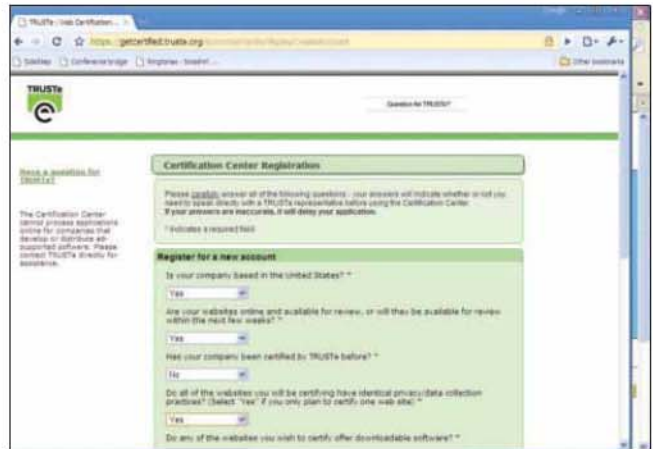 TRUSTe | Web Certification...
https://getcertified.truste.org
Other bookmarks
TRUSTe
e
Question for TRUSTe?
Have a question for
TRUSTe?
The Certification Center
cannot process applications
online for companies that
develop or distribute ad-
supported software. Please
contact TRUSTe directly for
assistance.
Certification Center Registration
Please carefully answer all of the following questions - your answers will indicate whether or not you
need to speak directly with a TRUSTe representative before using the Certification Center.
If your answers are inaccurate, it will delay your application.
* Indicates a required field
Register for a new account
Is your company based in the United States? *
Yes
Are your websites online and available for review, or will they be available for review
within the next few weeks? *
Yes
Has your company been certified by TRUSTe before? *
No
Do all of the websites you will be certifying have identical privacy/data collection
practices? (Select "Yes" if you only plan to certify one web site) *
Yes
Do any of the websites you wish to certify offer downloadable software? *